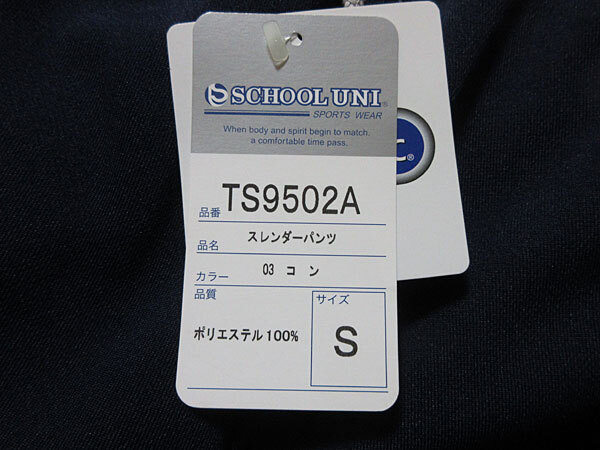 SCHOOL UNI®
SPORTS WEAR
When body and spirit begin to match.
a comfortable time pass.
品番 TS9502A
品名 スレンダーパンツ
カラー 03 コン
品質
サイズ
ポリエステル100%
S
C®